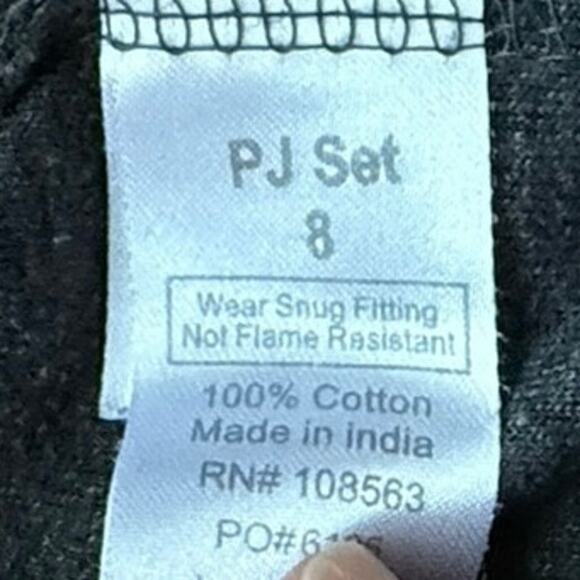 PJ Set
8
Wear Snug Fitting
Not Flame Resistant
100% Cotton
Made in india
RN# 108563